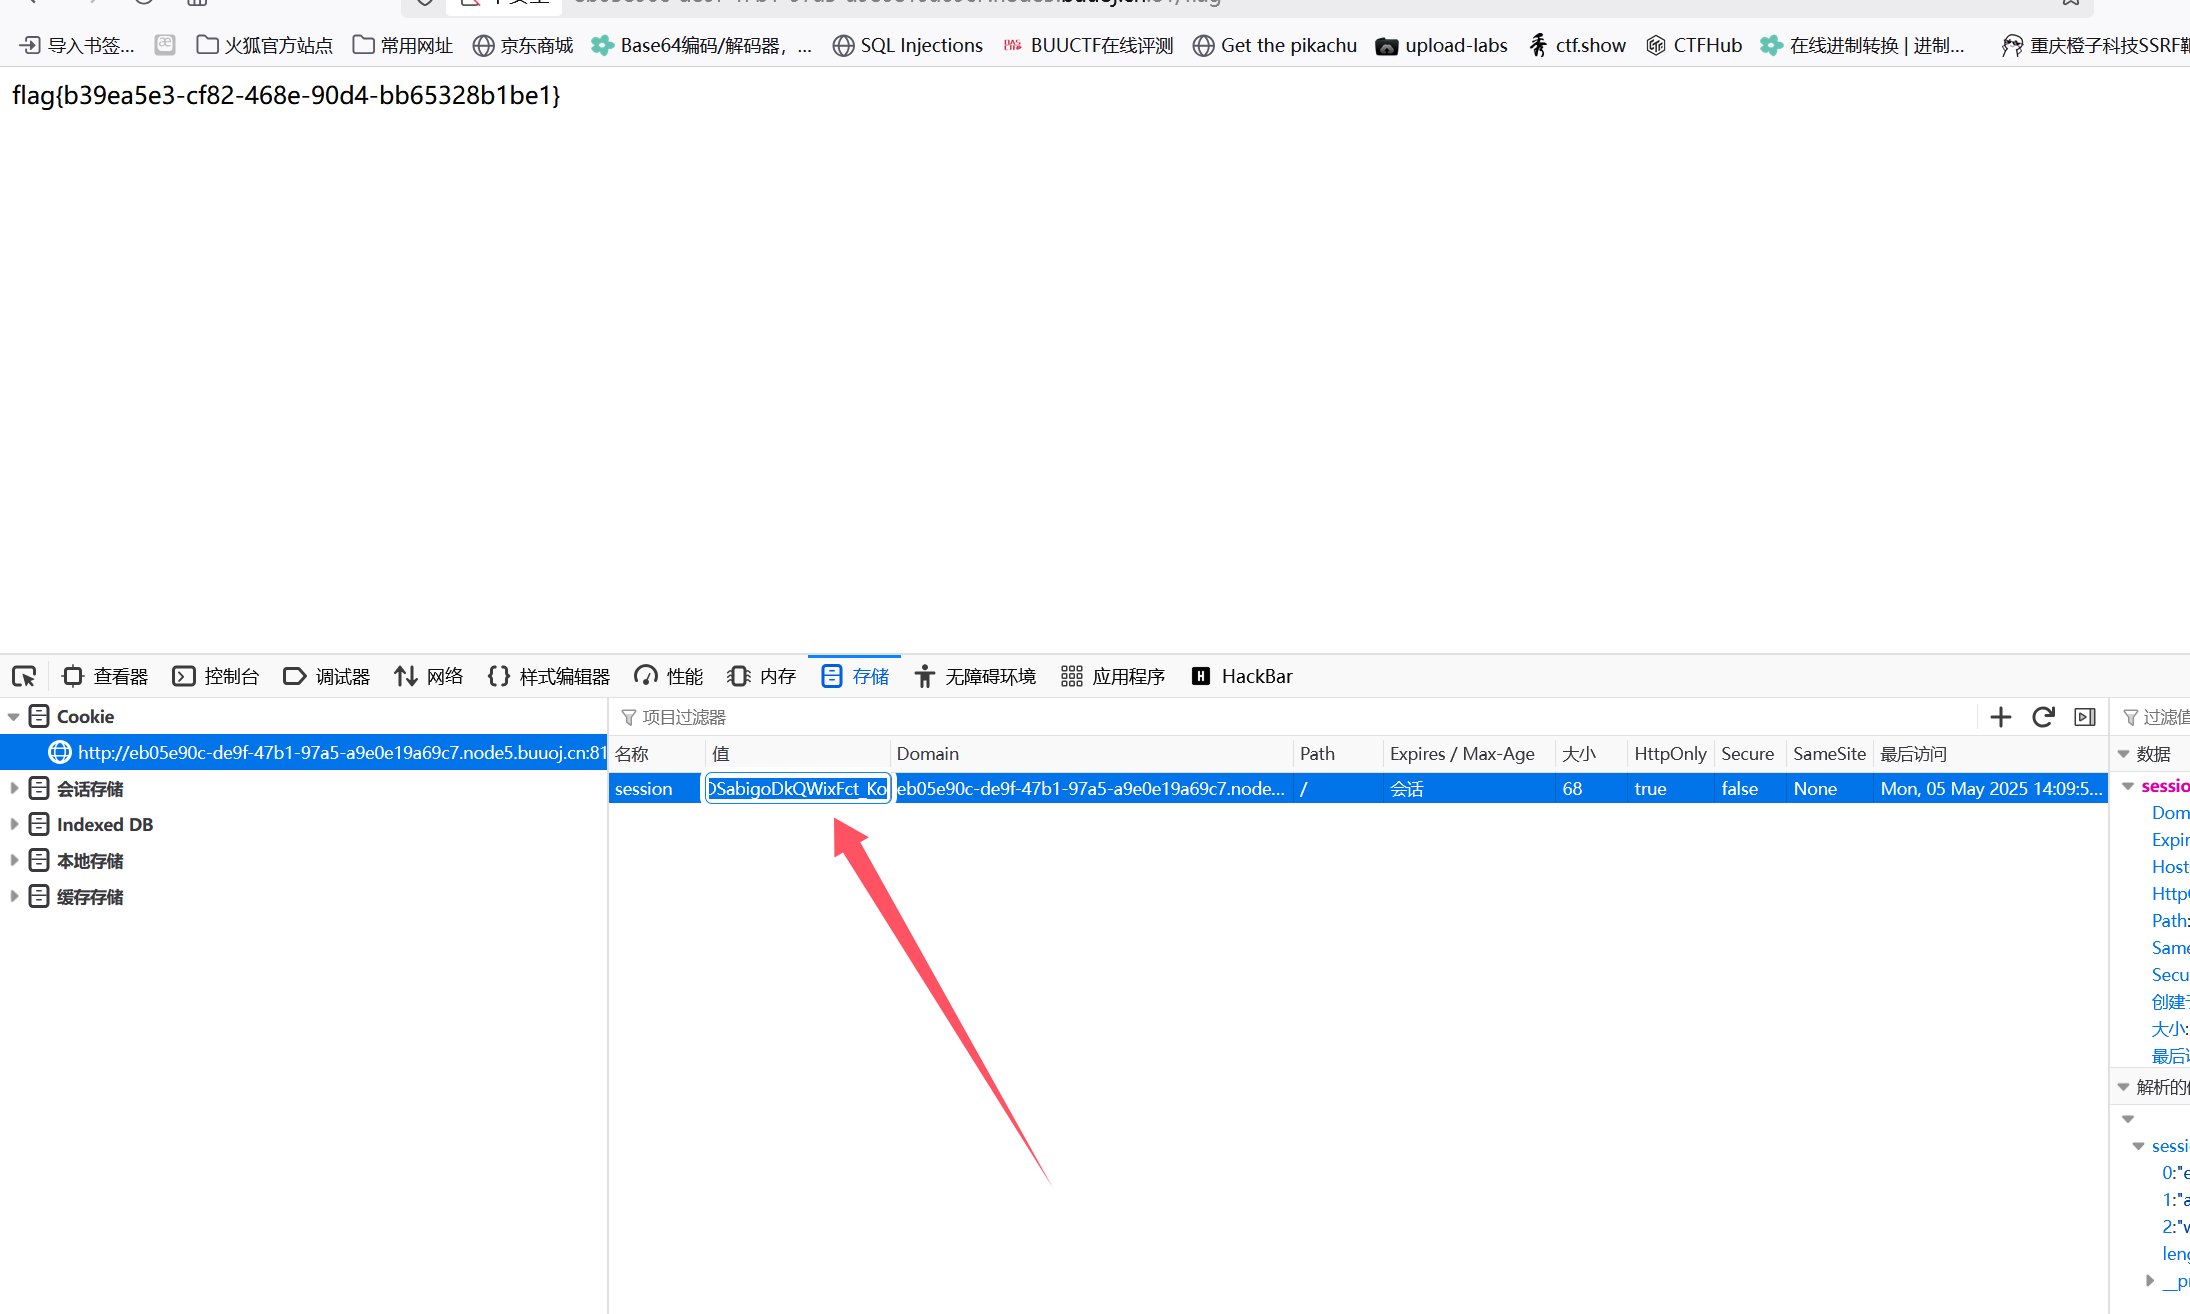 导入书签... 火狐官方站点 常用网址 京东商城 Base64编码/解码器，... SQL Injections BUUCTF在线评测 Get the pikachu upload-labs ctf.show CTFHub 在线进制转换 | 进制... 重庆橙子科技SSRF
flag{b39ea5e3-cf82-468e-90d4-bb65328b1be1}
查看器 控制台 调试器 网络 样式编辑器 性能 内存 存储 无障碍环境 应用程序 HackBar
Cookie 项目过滤器 过滤值
http://eb05e90c-de9f-47b1-97a5-a9e0e19a69c7.node5.buuoj.cn:81
名称 值 Domain Path Expires / Max-Age 大小 HttpOnly Secure SameSite 最后访问 数据
会话存储
session SabigoDkQWixFct_Ko eb05e90c-de9f-47b1-97a5-a9e0e19a69c7.node... / 会话 68 true false None Mon, 05 May 2025 14:09:5...
Indexed DB
本地存储
缓存存储
sessio
Dom
Expir
Host
Http
Path:
Same
Secu
创建于
大小:
最后
解析的值
sessi
0:"e
1:"a
2:"v
leng
__pr